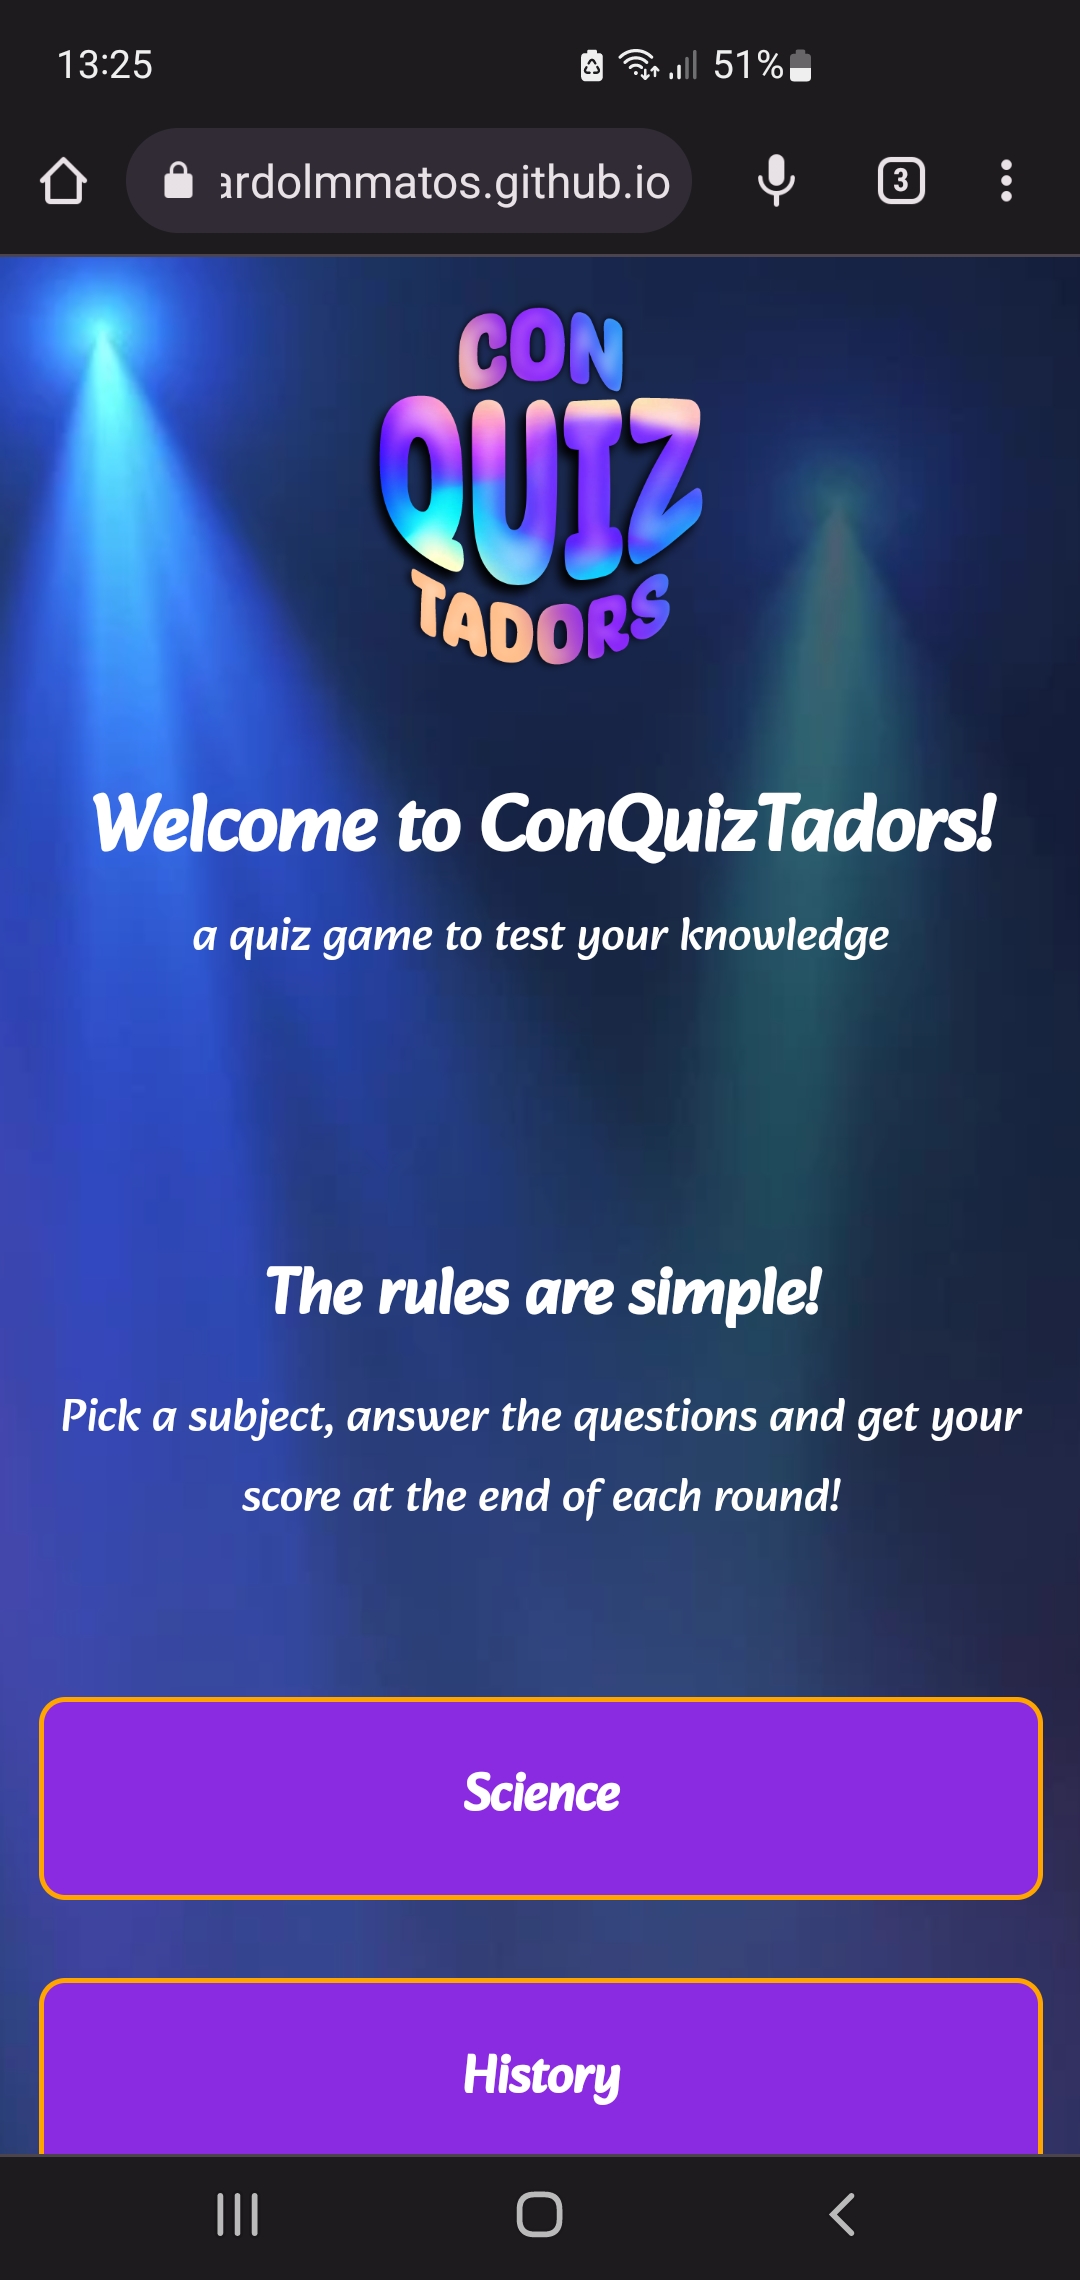 13:25
51%
ardolmmatos.github.io
3
CON
QUIZ
TADORS
Welcome to ConQuizTadors!
a quiz game to test your knowledge
The rules are simple!
Pick a subject, answer the questions and get your
score at the end of each round!
Science
History